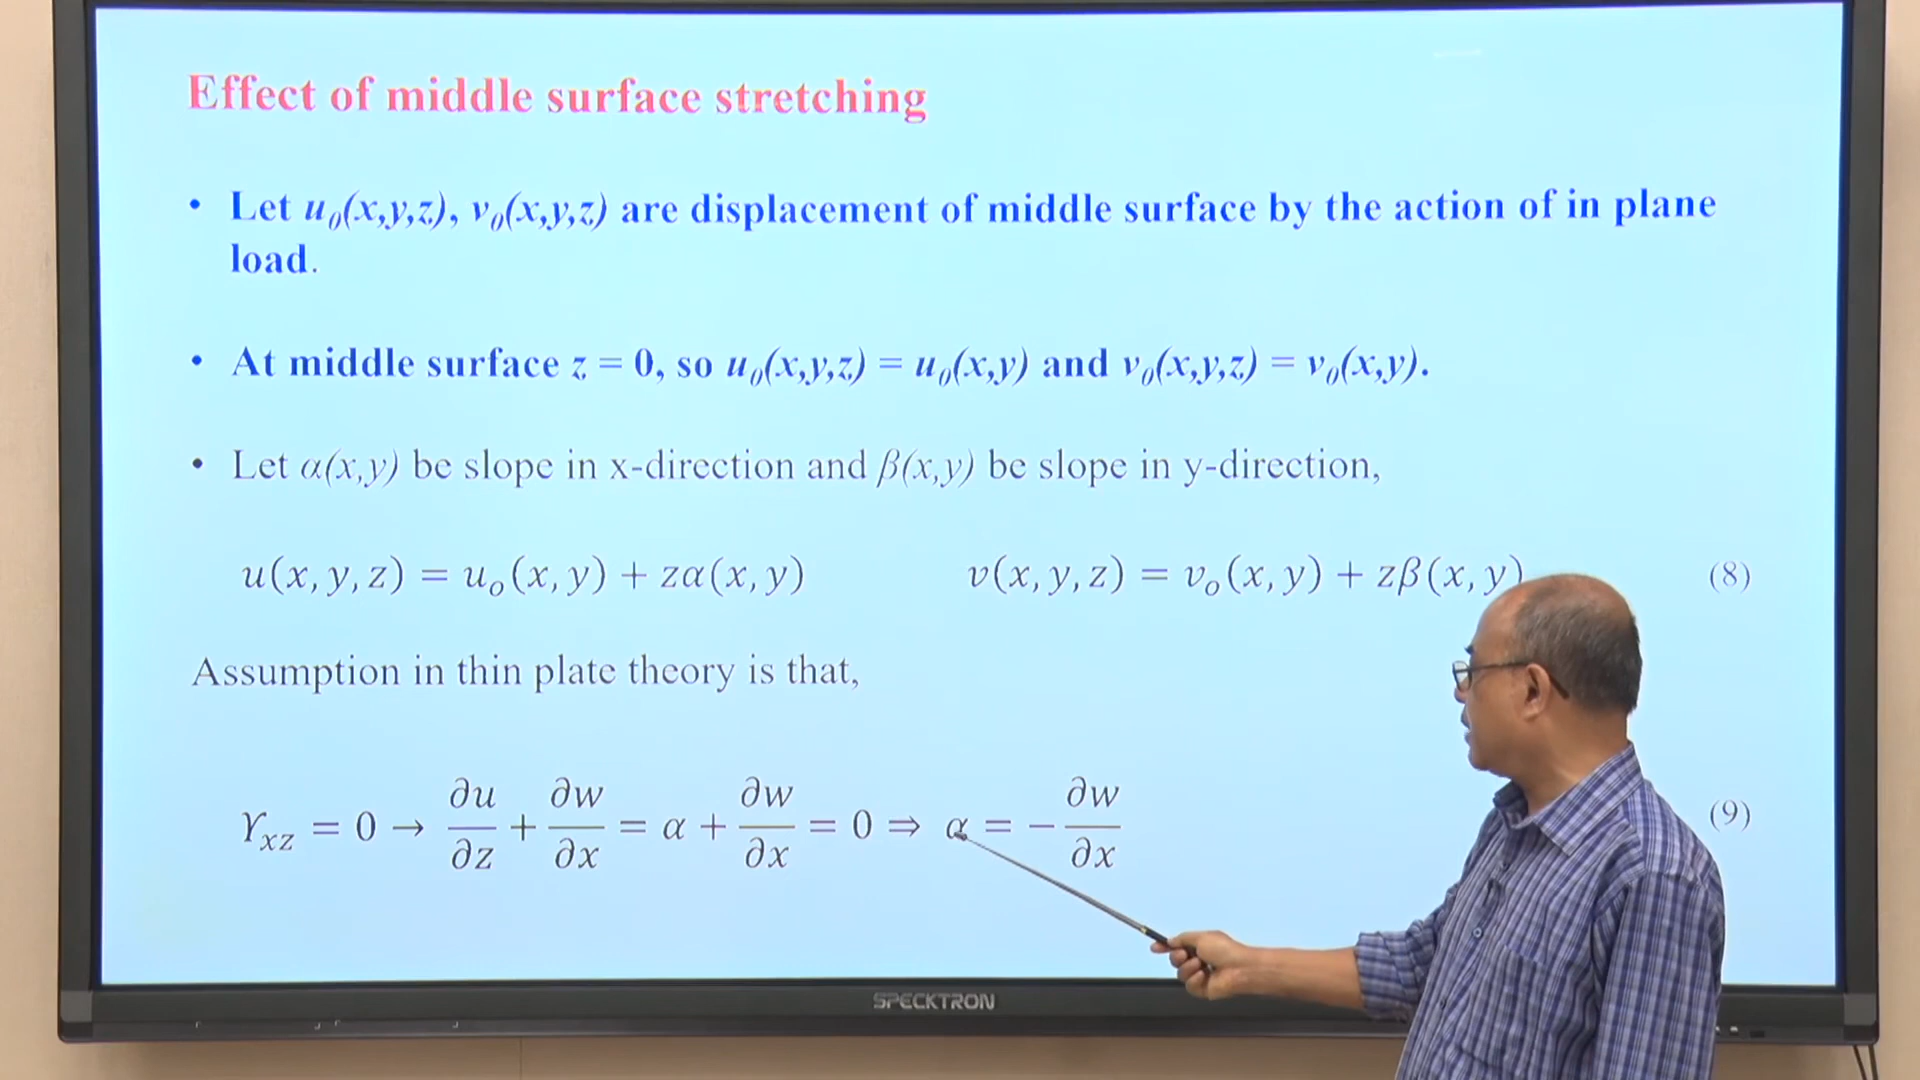 Effect of middle surface stretching
• Let u₀(x,y,z), v₀(x,y,z) are displacement of middle surface by the action of in plane
load.
• At middle surface z = 0, so u₀(x,y,z) = u₀(x,y) and v₀(x,y,z) = v₀(x,y).
• Let α(x,y) be slope in x-direction and β(x,y) be slope in y-direction,
u(x, y, z) = uₒ(x, y) + zα(x, y) v(x, y, z) = vₒ(x, y) + zβ(x, y) (8)
Assumption in thin plate theory is that,
ϒxz = 0 → ∂u/∂z + ∂w/∂x = α + ∂w/∂x = 0 ⇒ α = − ∂w/∂x (9)
SPECKTRON